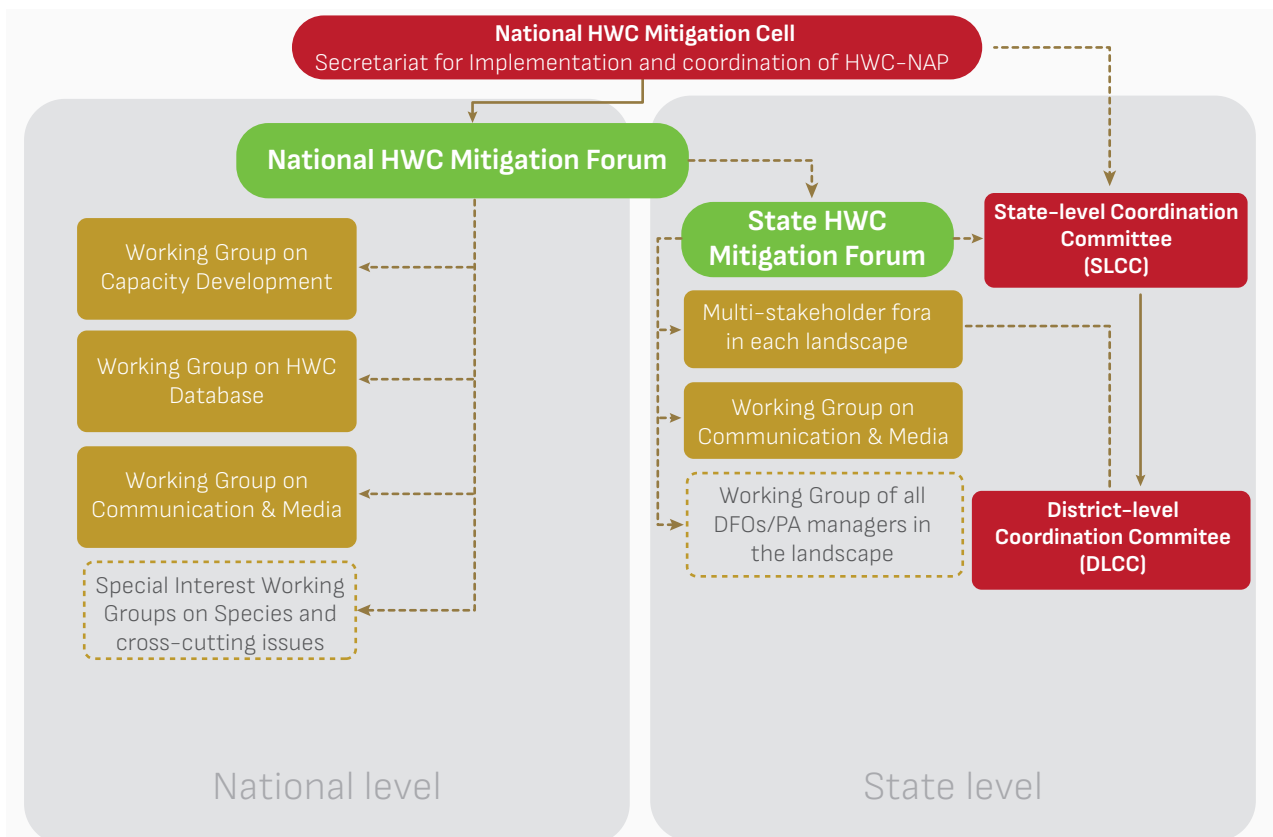 National HWC Mitigation Cell
Secretariat for Implementation and coordination of HWC-NAP
National HWC Mitigation Forum
Working Group on
Capacity Development
Working Group on HWC
Database
Working Group on
Communication & Media
Special Interest Working
Groups on Species and
cross-cutting issues
National level
State HWC
Mitigation Forum
Multi-stakeholder fora
in each landscape
Working Group on
Communication & Media
Working Group of all
DFOs/PA managers in
the landscape
State-level Coordination
Committee
(SLCC)
District-level
Coordination Commitee
(DLCC)
State level